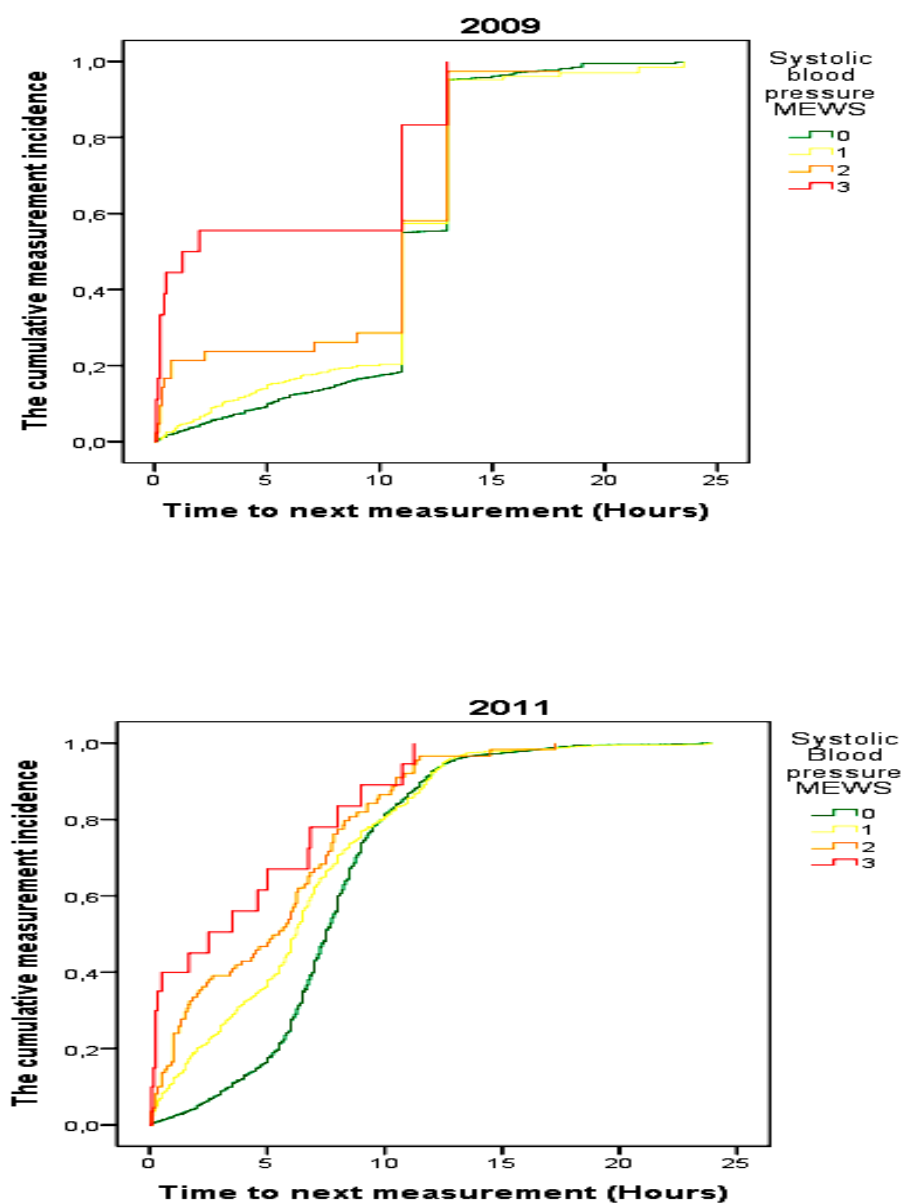 2009
Systolic
blood
pressure
MEWS
0
1
2
3
The cumulative measurement incidence
1,0
0,8
0,6
0,4
0,2
0,0
0 5 10 15 20 25
Time to next measurement (Hours)
2011
Systolic
Blood
pressure
MEWS
0
1
2
3
The cumulative measurement incidence
1,0
0,8
0,6
0,4
0,2
0,0
0 5 10 15 20 25
Time to next measurement (Hours)